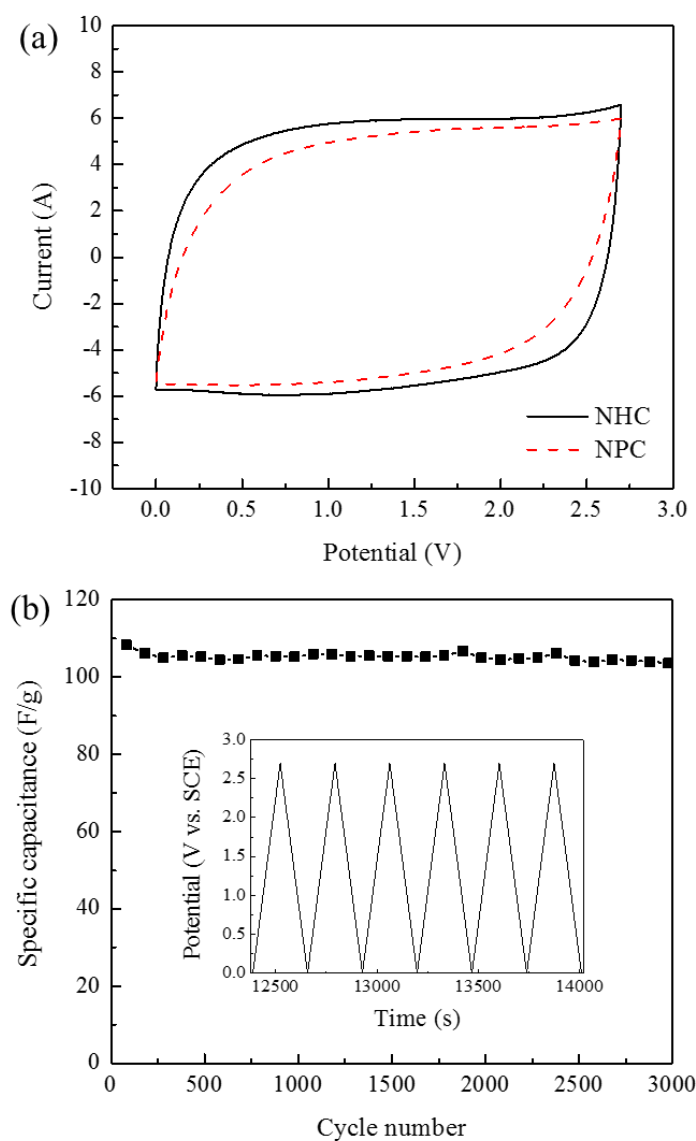 (a)
10
8
6
4
2
0
-2
-4
-6
-8
-10
Current (A)
NHC
NPC
0.0 0.5 1.0 1.5 2.0 2.5 3.0
Potential (V)
(b)
120
100
80
60
40
20
0
Specific capacitance (F/g)
3.0
2.5
2.0
1.5
1.0
0.5
0.0
Potential (V vs. SCE)
12500 13000 13500 14000
Time (s)
0 500 1000 1500 2000 2500 3000
Cycle number